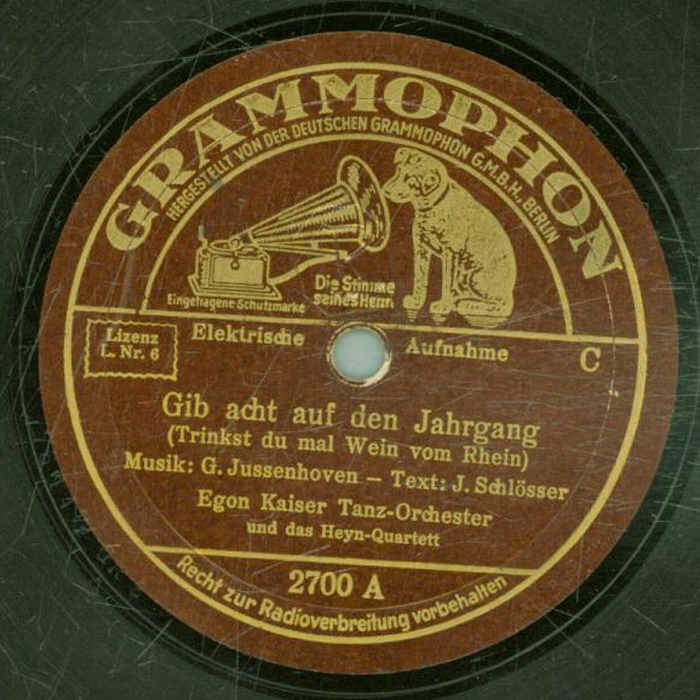 GRAMMOPHON
HERGESTELLT VON DER DEUTSCHEN GRAMMOPHON G.M.B.H., BERLIN
Die Stimme
seines Herrn
Eingetragene Schutzmarke
Lizenz
L. Nr. 6
Elektrische Aufnahme
C
Gib acht auf den Jahrgang
(Trinkst du mal Wein vom Rhein)
Musik: G. Jussenhoven — Text: J. Schlösser
Egon Kaiser Tanz-Orchester
und das Heyn-Quartett
2700 A
Recht zur Radioverbreitung vorbehalten